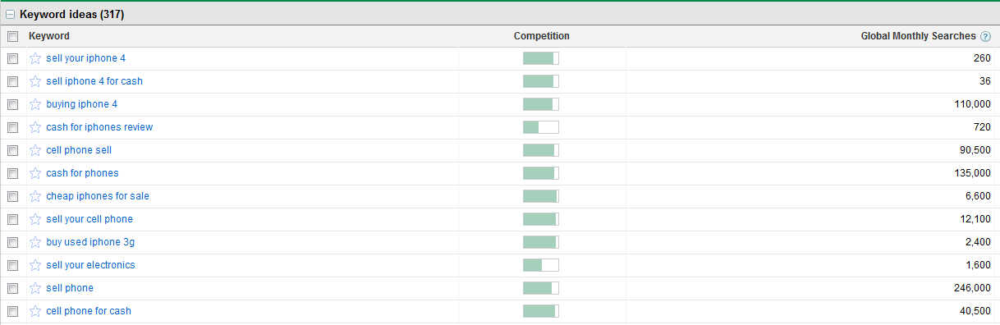 Keyword ideas (317)
Keyword Competition Global Monthly Searches ?
sell your iphone 4 260
sell iphone 4 for cash 36
buying iphone 4 110,000
cash for iphones review 720
cell phone sell 90,500
cash for phones 135,000
cheap iphones for sale 6,600
sell your cell phone 12,100
buy used iphone 3g 2,400
sell your electronics 1,600
sell phone 246,000
cell phone for cash 40,500